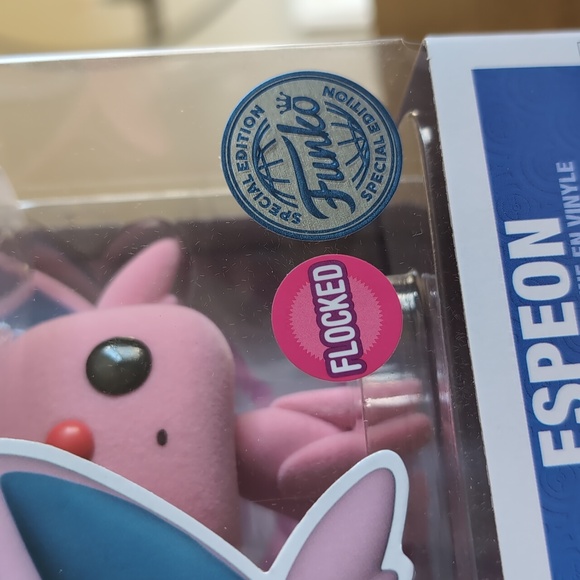 SPECIAL EDITION
Funko
SPECIAL EDITION
FLOCKED
ESPEON
EN VINYLE